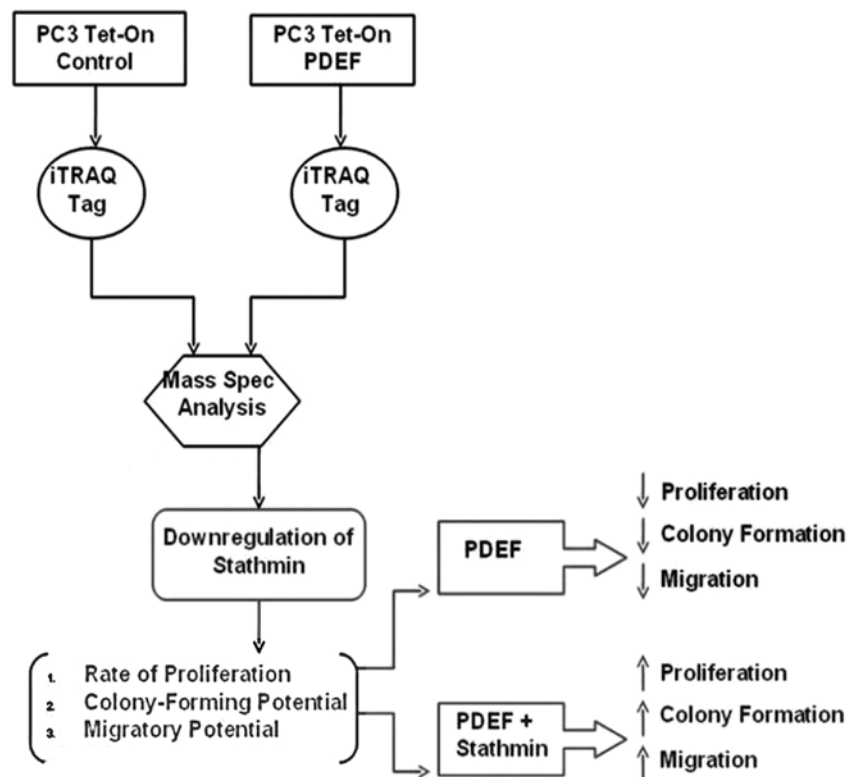 PC3 Tet-On
Control
PC3 Tet-On
PDEF
iTRAQ
Tag
iTRAQ
Tag
Mass Spec
Analysis
Downregulation of
Stathmin
1. Rate of Proliferation
2. Colony-Forming Potential
3. Migratory Potential
PDEF
Proliferation
Colony Formation
Migration
PDEF +
Stathmin
Proliferation
Colony Formation
Migration